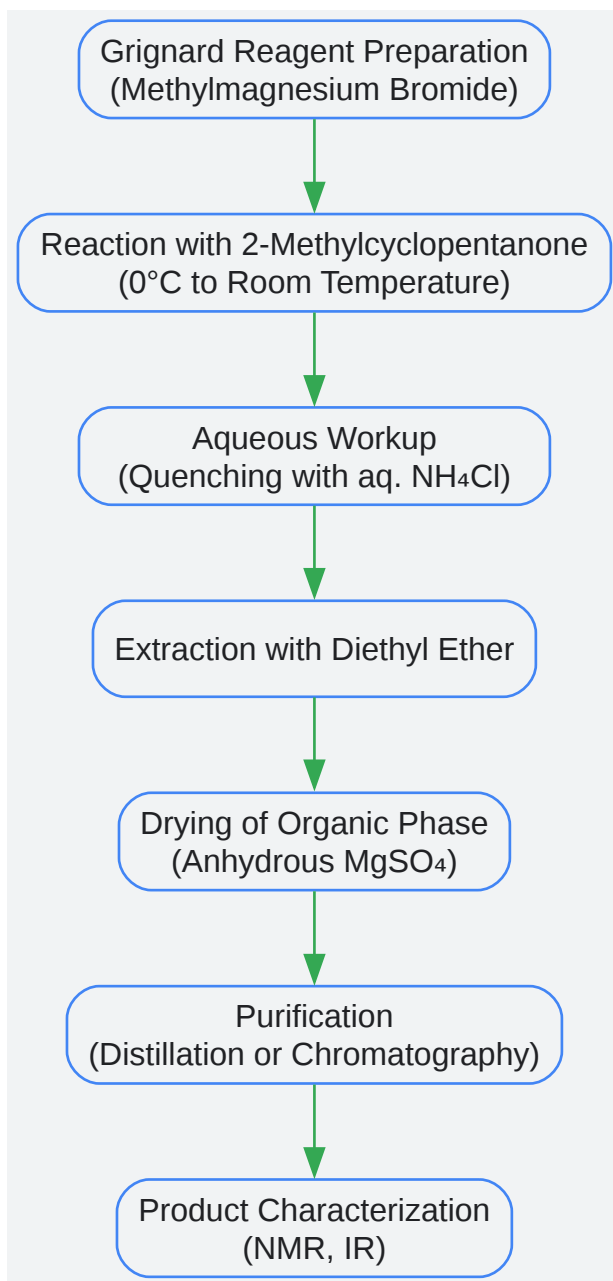 Grignard Reagent Preparation
(Methylmagnesium Bromide)
Reaction with 2-Methylcyclopentanone
(0°C to Room Temperature)
Aqueous Workup
(Quenching with aq. NH₄Cl)
Extraction with Diethyl Ether
Drying of Organic Phase
(Anhydrous MgSO₄)
Purification
(Distillation or Chromatography)
Product Characterization
(NMR, IR)